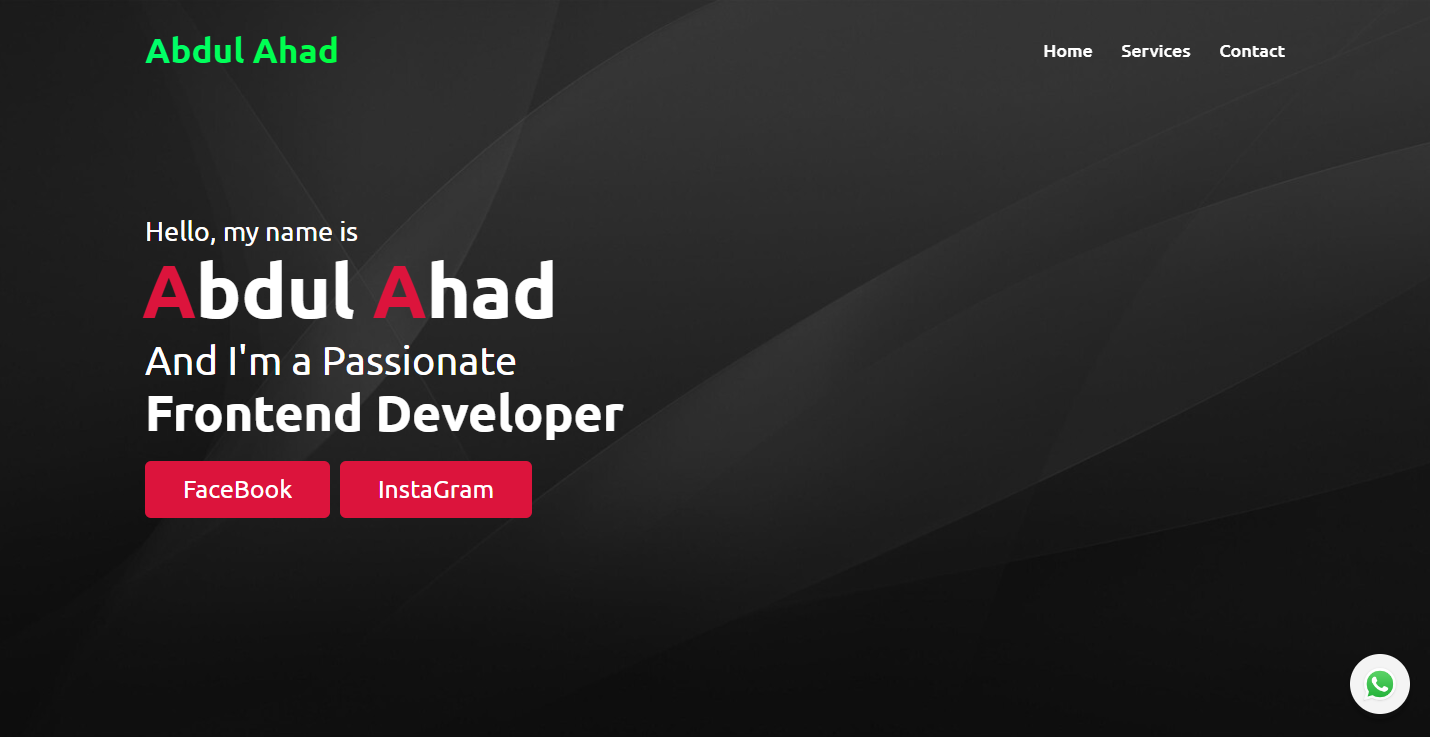 Abdul Ahad
Home Services Contact
Hello, my name is
Abdul Ahad
And I'm a Passionate
Frontend Developer
FaceBook InstaGram